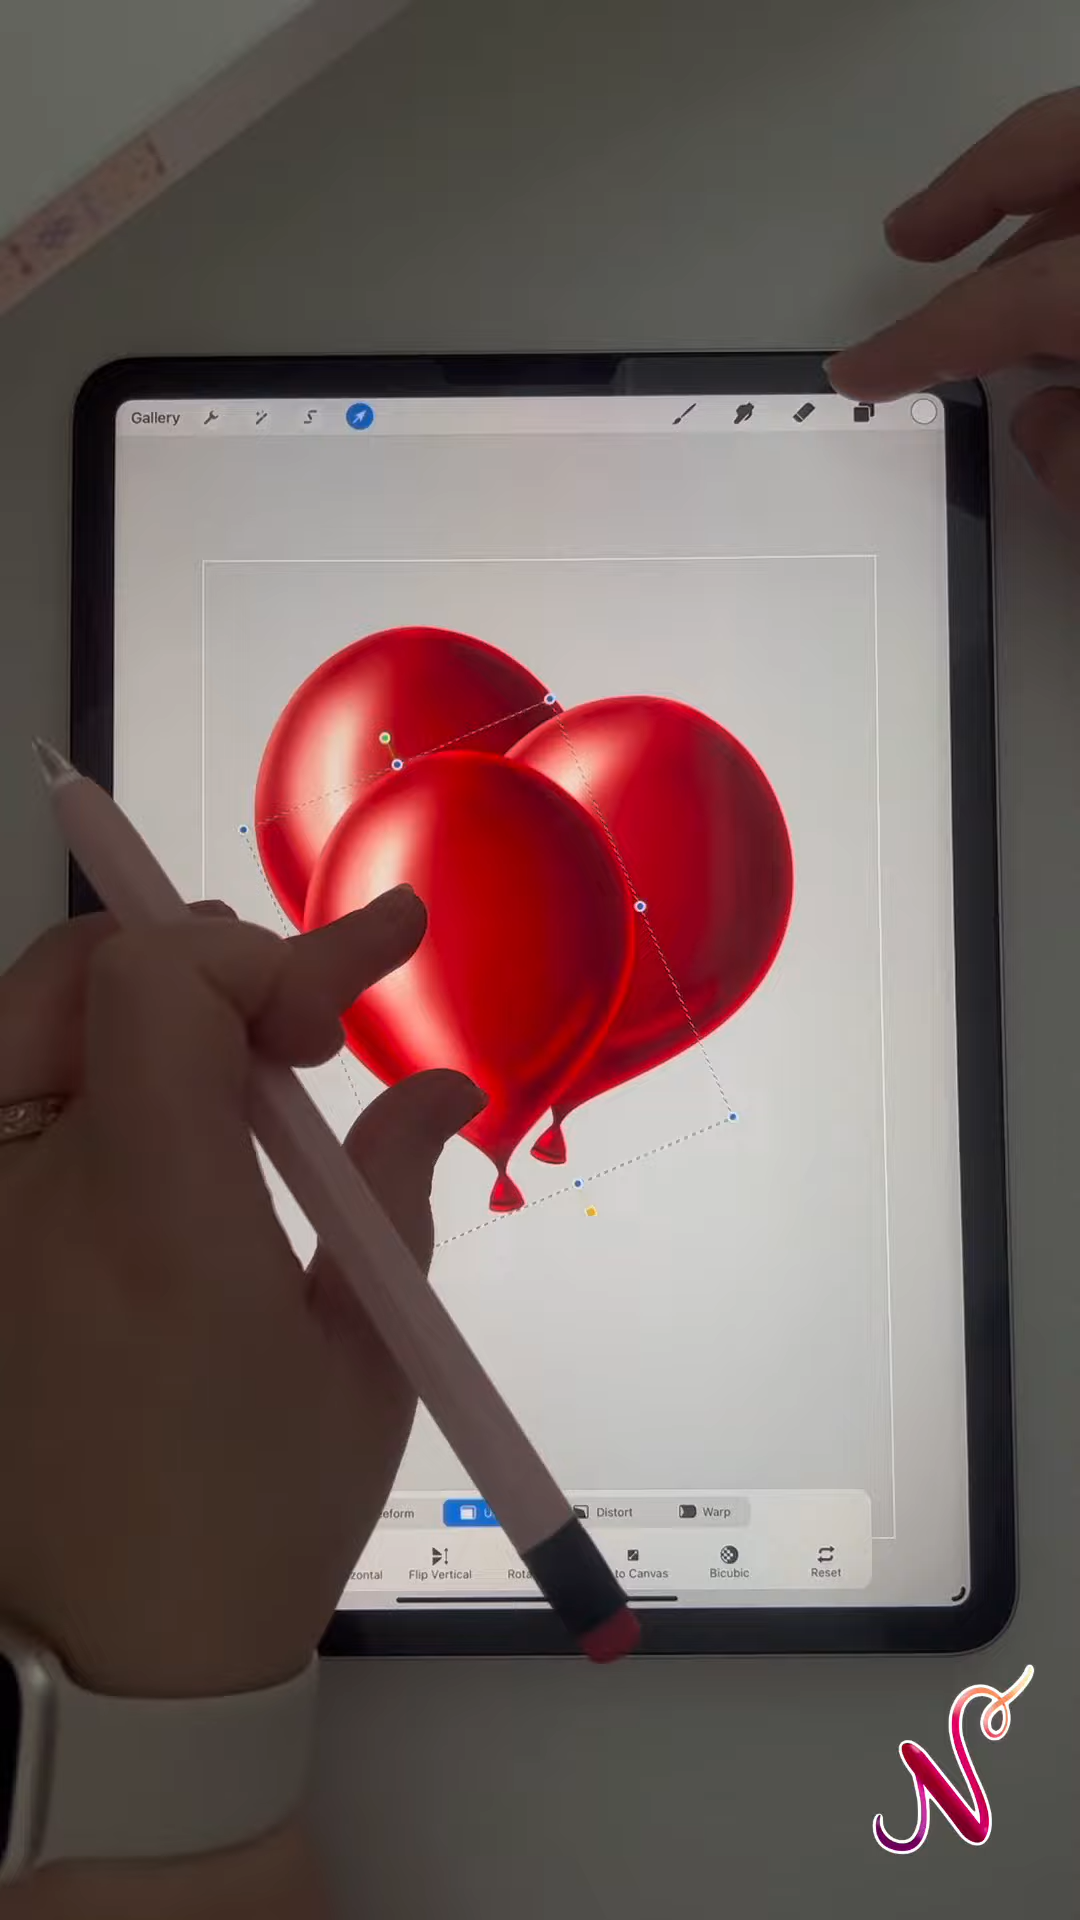 Gallery
Distort
Warp
Flip Vertical
to Canvas
Bicubic
Reset
N